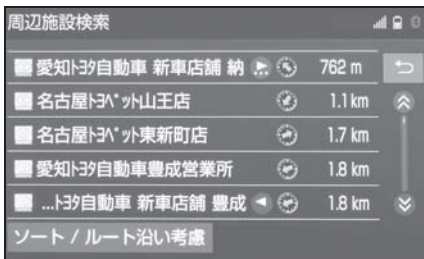 周辺施設検索
愛知ﾄﾖﾀ自動車 新車店舗 納 762 m
名古屋ﾄﾖﾍﾟｯﾄ山王店 1.1 km
名古屋ﾄﾖﾍﾟｯﾄ東新町店 1.7 km
愛知ﾄﾖﾀ自動車豊成営業所 1.8 km
...ﾄﾖﾀ自動車 新車店舗 豊成 1.8 km
ソート / ルート沿い考慮